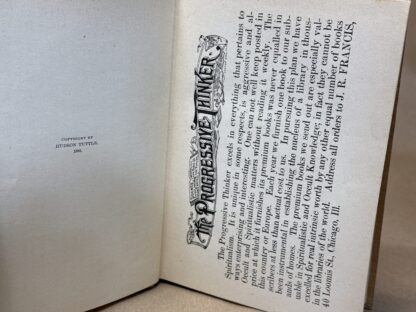 COPYRIGHT BY
HUDSON TUTTLE.
The PROGRESSIVE THINKER
The Progressive Thinker excels in everything that pertains to
Spiritualism. It is unique in some respects, is aggressive and al-
ways enterprising and interesting. One can not well keep posted in
Occult and Spiritualistic matters without reading it weekly. The
price at which it furnishes its premium books was never equalled in
this country or Europe. Each year we furnish one book to our sub-
scribers at less than actual cost to us. In pursuing this plan we have
been instrumental in establishing the nucleus of a library in thous-
ands of homes. The premium books we send out are especially val-
uable in Spiritualistic and Occult Knowledge; in fact they cannot be
excelled for real intrinsic worth by any other equal number of books
in the libraries of the world. Address all orders to J. R. FRANCIS,
40 Loomis St., Chicago, Ill.